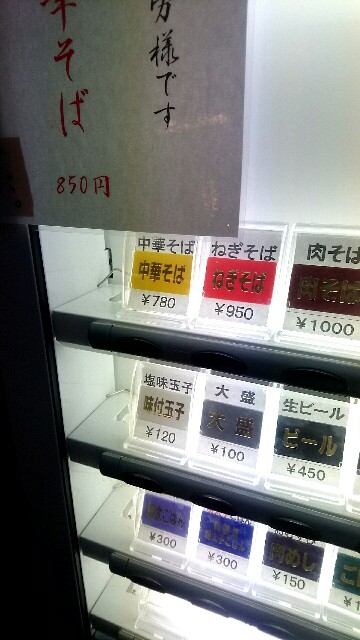 華そば
850円
方様です
中華そば
中華そば
¥780
ねぎそば
ねぎそば
¥950
肉そば
肉そば
¥1000
塩味玉子
味付玉子
¥120
大盛
大盛
¥100
生ビール
ビール
¥450
¥300
¥300
肉めし
¥150